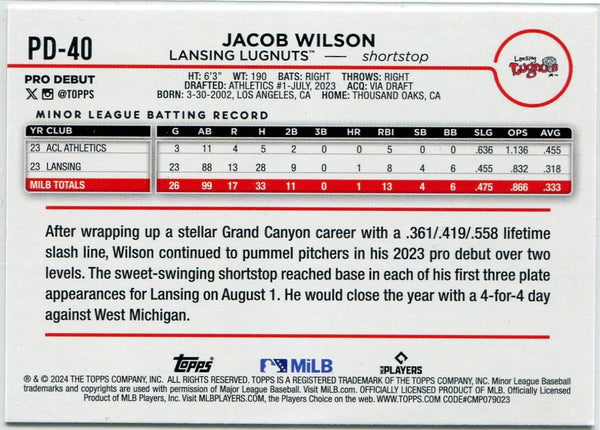 PD-40
JACOB WILSON
LANSING LUGNUTS™ — shortstop
Lansing Lugnuts
PRO DEBUT
X @TOPPS
HT: 6'3" WT: 190 BATS: RIGHT THROWS: RIGHT
DRAFTED: ATHLETICS #1-JULY, 2023 ACQ: VIA DRAFT
BORN: 3-30-2002, LOS ANGELES, CA HOME: THOUSAND OAKS, CA
MINOR LEAGUE BATTING RECORD
YR CLUB G AB R H 2B 3B HR RBI SB BB SLG OPS AVG
23 ACL ATHLETICS 3 11 4 5 2 0 0 5 0 0 .636 1.136 .455
23 LANSING 23 88 13 28 9 0 1 8 4 6 .455 .832 .318
MILB TOTALS 26 99 17 33 11 0 1 13 4 6 .475 .866 .333
After wrapping up a stellar Grand Canyon career with a .361/.419/.558 lifetime
slash line, Wilson continued to pummel pitchers in his 2023 pro debut over two
levels. The sweet-swinging shortstop reached base in each of his first three plate
appearances for Lansing on August 1. He would close the year with a 4-for-4 day
against West Michigan.
Topps MiLB MLB PLAYERS
® & © 2024 THE TOPPS COMPANY, INC. ALL RIGHTS RESERVED. TOPPS IS A REGISTERED TRADEMARK OF THE TOPPS COMPANY, INC. Minor League Baseball
trademarks and copyrights are used with permission of Major League Baseball. Visit MiLB.com. Officially Licensed
Product of MLB Players, Inc. Visit MLBPLAYERS.com, the Players Choice on the web. WWW.TOPPS.COM CODE#CMP079023